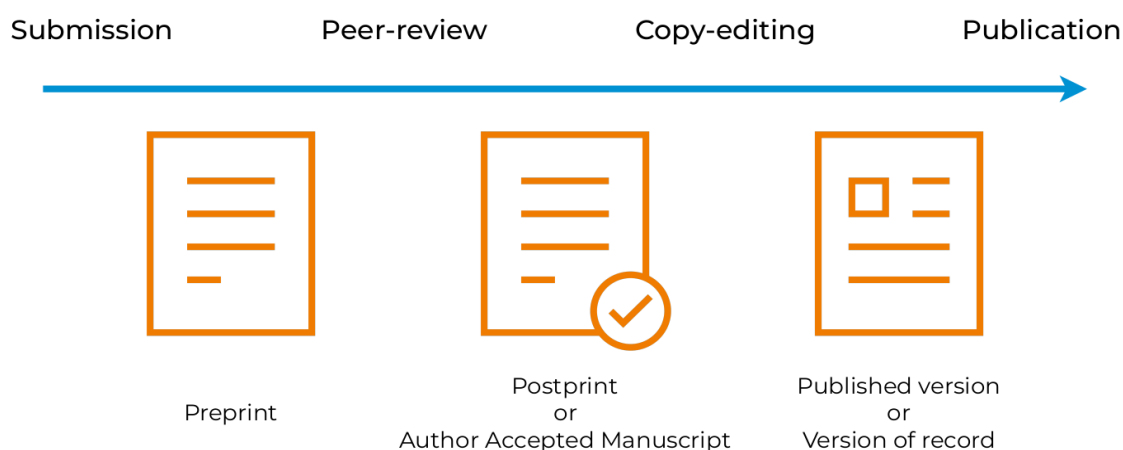 Submission Peer-review Copy-editing Publication
Preprint
Postprint
or
Author Accepted Manuscript
Published version
or
Version of record